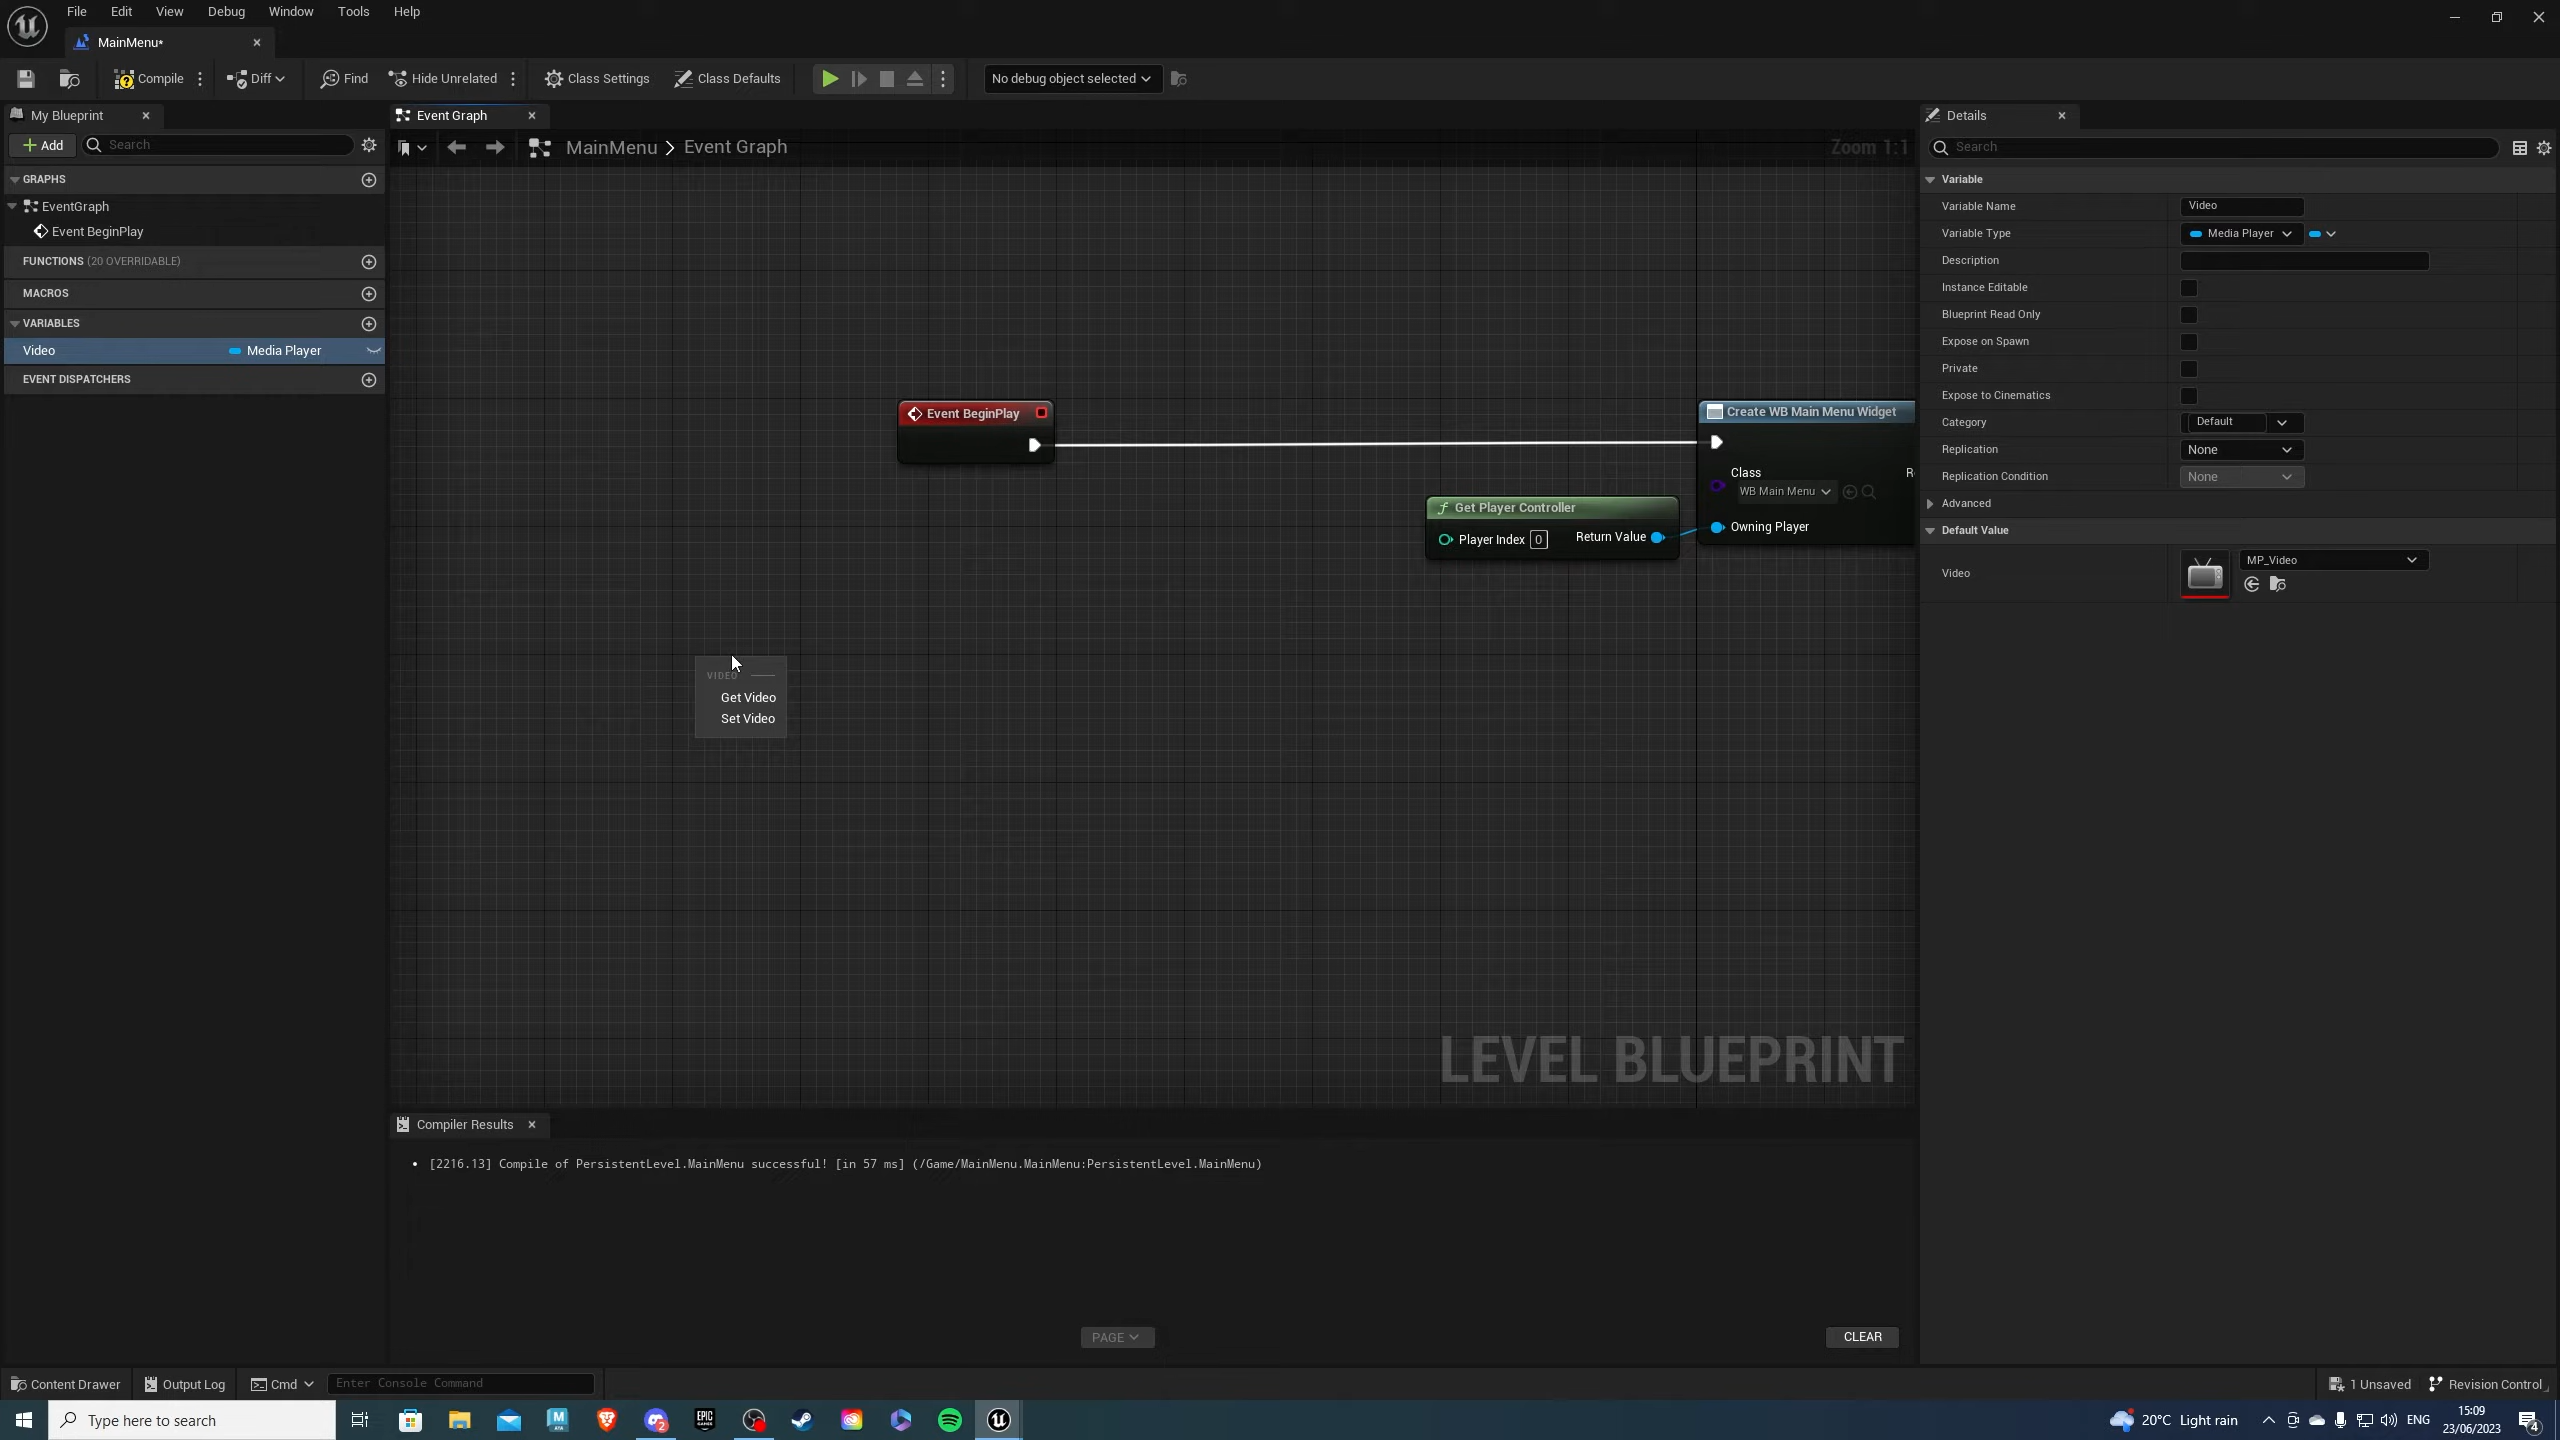 File Edit View Debug Window Tools Help
MainMenu*
Compile Diff Find Hide Unrelated Class Settings Class Defaults No debug object selected
My Blueprint
Add Search
GRAPHS
EventGraph
Event BeginPlay
FUNCTIONS (20 OVERRIDABLE)
MACROS
VARIABLES
Video Media Player
EVENT DISPATCHERS
Event Graph
MainMenu > Event Graph Zoom 1:1
Event BeginPlay
Create WB Main Menu Widget
Class
WB Main Menu
Owning Player
Get Player Controller
Player Index 0 Return Value
VIDEO
Get Video
Set Video
LEVEL BLUEPRINT
Compiler Results
[2216.13] Compile of PersistentLevel.MainMenu successful! [in 57 ms] (/Game/MainMenu.MainMenu:PersistentLevel.MainMenu)
PAGE
CLEAR
Details
Search
Variable
Variable Name Video
Variable Type Media Player
Description
Instance Editable
Blueprint Read Only
Expose on Spawn
Private
Expose to Cinematics
Category Default
Replication None
Replication Condition None
Advanced
Default Value
Video MP_Video
Content Drawer Output Log Cmd Enter Console Command 1 Unsaved Revision Control
Type here to search
EPIC GAMES
2
20°C Light rain ENG
15:09
23/06/2023
4